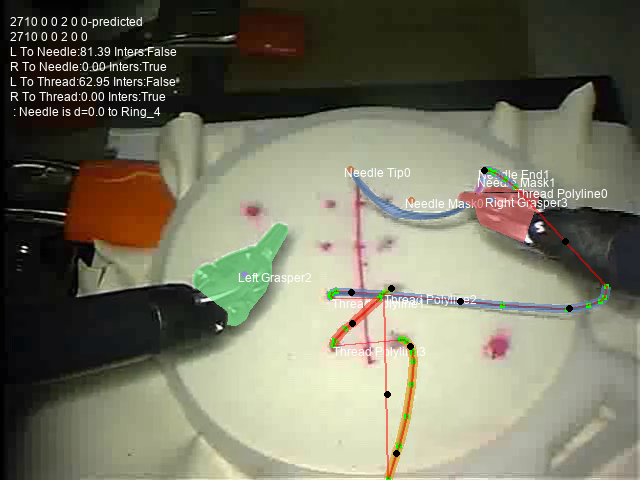 2710 0 0 2 0 0-predicted
2710 0 0 2 0 0
L To Needle:81.39 Inters:False
R To Needle:0.00 Inters:True
L To Thread:62.95 Inters:False
R To Thread:0.00 Inters:True
: Needle is d=0.0 to Ring_4
Needle Tip0
Needle End1
Needle Mask1
Thread Polyline0
Needle Mask0
Right Grasper3
S
Left Grasper2
Thread Polyline2
Thread Polyline3